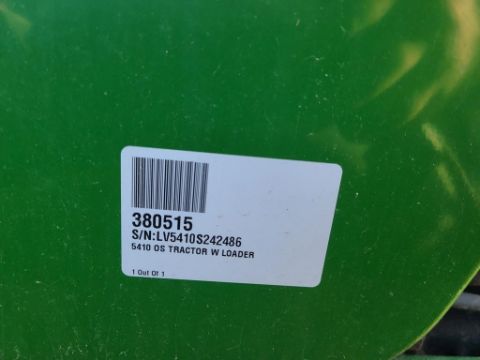 380515
S/N:LV5410S242486
5410 OS TRACTOR W LOADER
1 Out Of 1